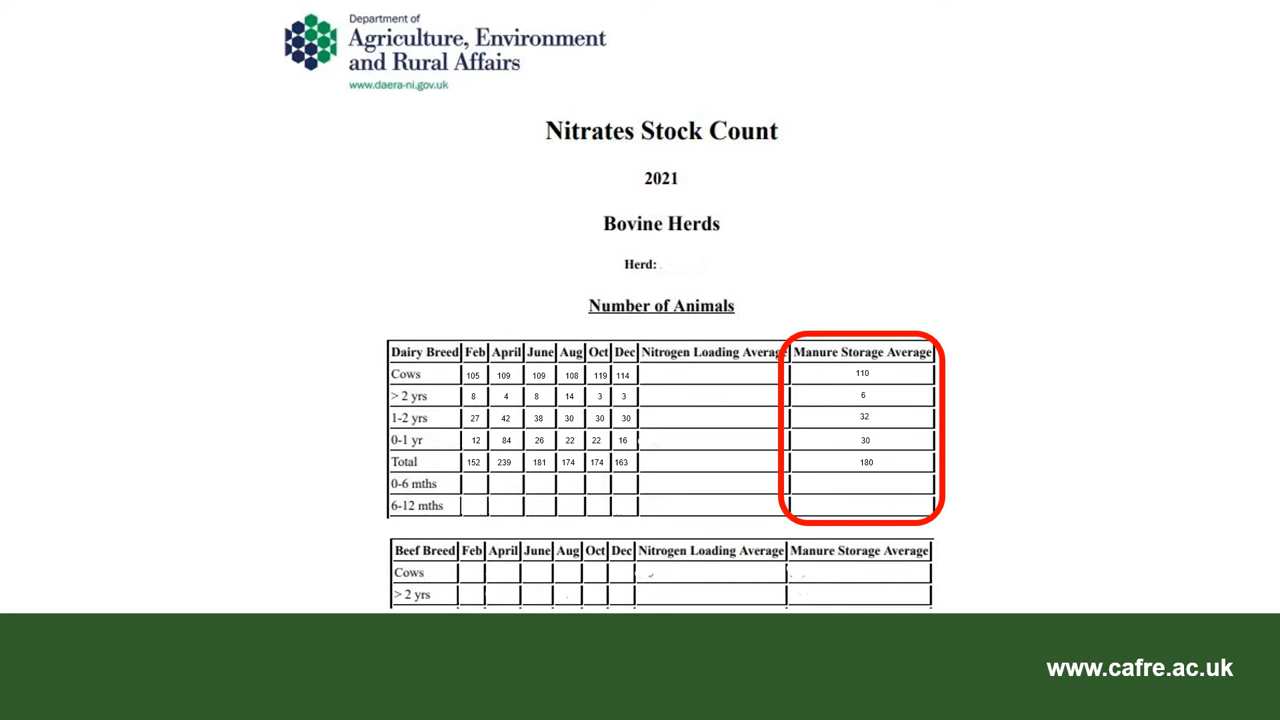 Department of
Agriculture, Environment
and Rural Affairs
www.daera-ni.gov.uk
Nitrates Stock Count
2021
Bovine Herds
Herd:
Number of Animals
Dairy Breed Feb April June Aug Oct Dec Nitrogen Loading Average Manure Storage Average
Cows 105 109 109 108 119 114 110
> 2 yrs 8 4 8 14 3 3 6
1-2 yrs 27 42 38 30 30 30 32
0-1 yr 12 84 26 22 22 16 30
Total 152 239 181 174 174 163 180
0-6 mths
6-12 mths
Beef Breed Feb April June Aug Oct Dec Nitrogen Loading Average Manure Storage Average
Cows
> 2 yrs
www.cafre.ac.uk